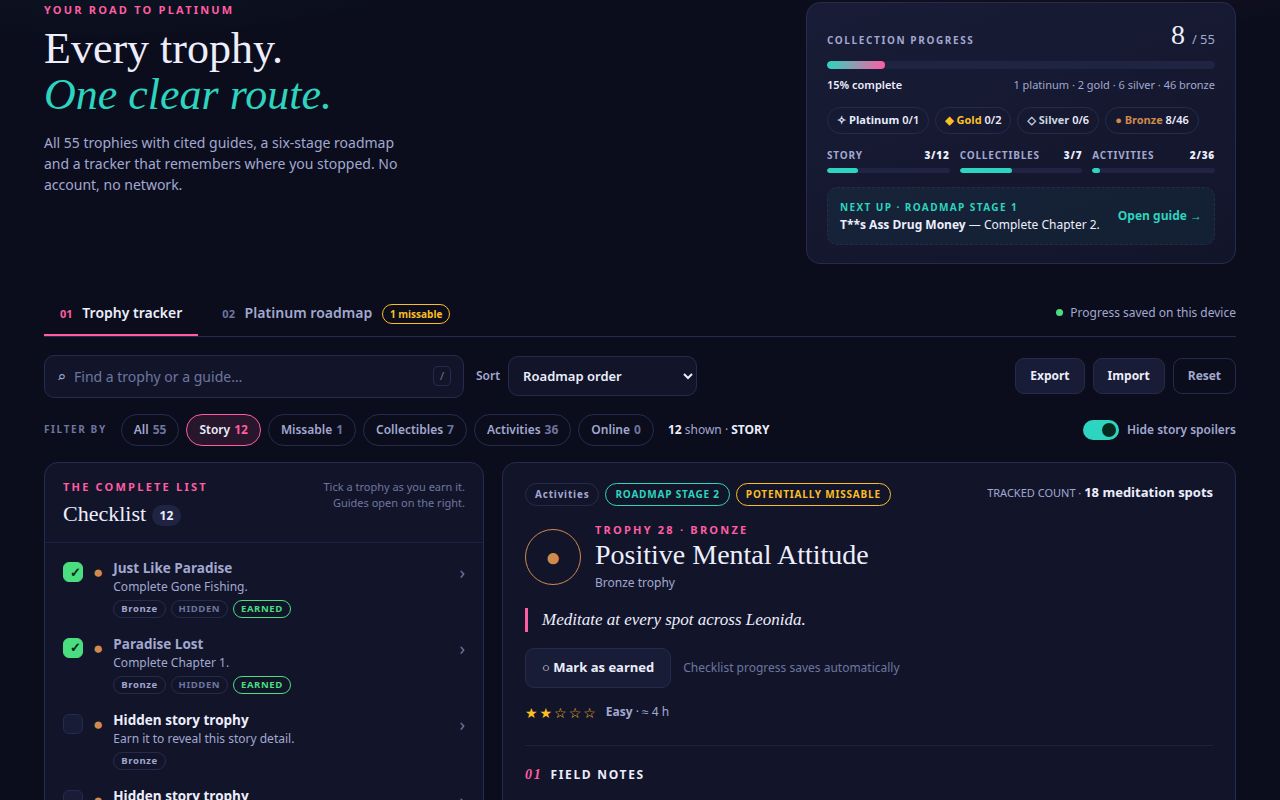 YOUR ROAD TO PLATINUM
Every trophy.
One clear route.
All 55 trophies with cited guides, a six-stage roadmap
and a tracker that remembers where you stopped. No
account, no network.
COLLECTION PROGRESS
8 / 55
15% complete
1 platinum · 2 gold · 6 silver · 46 bronze
✧ Platinum 0/1
◆ Gold 0/2
◇ Silver 0/6
● Bronze 8/46
STORY 3/12
COLLECTIBLES 3/7
ACTIVITIES 2/36
NEXT UP · ROADMAP STAGE 1
T**s Ass Drug Money — Complete Chapter 2.
Open guide →
01 Trophy tracker
02 Platinum roadmap 1 missable
Progress saved on this device
⌕ Find a trophy or a guide... /
Sort Roadmap order
Export
Import
Reset
FILTER BY
All 55
Story 12
Missable 1
Collectibles 7
Activities 36
Online 0
12 shown · STORY
Hide story spoilers
THE COMPLETE LIST
Checklist 12
Tick a trophy as you earn it.
Guides open on the right.
✓ ● Just Like Paradise ›
Complete Gone Fishing.
Bronze HIDDEN EARNED
✓ ● Paradise Lost ›
Complete Chapter 1.
Bronze HIDDEN EARNED
● Hidden story trophy ›
Earn it to reveal this story detail.
Bronze
Hidden story trophy
Activities
ROADMAP STAGE 2
POTENTIALLY MISSABLE
TRACKED COUNT · 18 meditation spots
TROPHY 28 · BRONZE
Positive Mental Attitude
Bronze trophy
Meditate at every spot across Leonida.
○ Mark as earned
Checklist progress saves automatically
★★☆☆☆ Easy · ≈ 4 h
01 FIELD NOTES